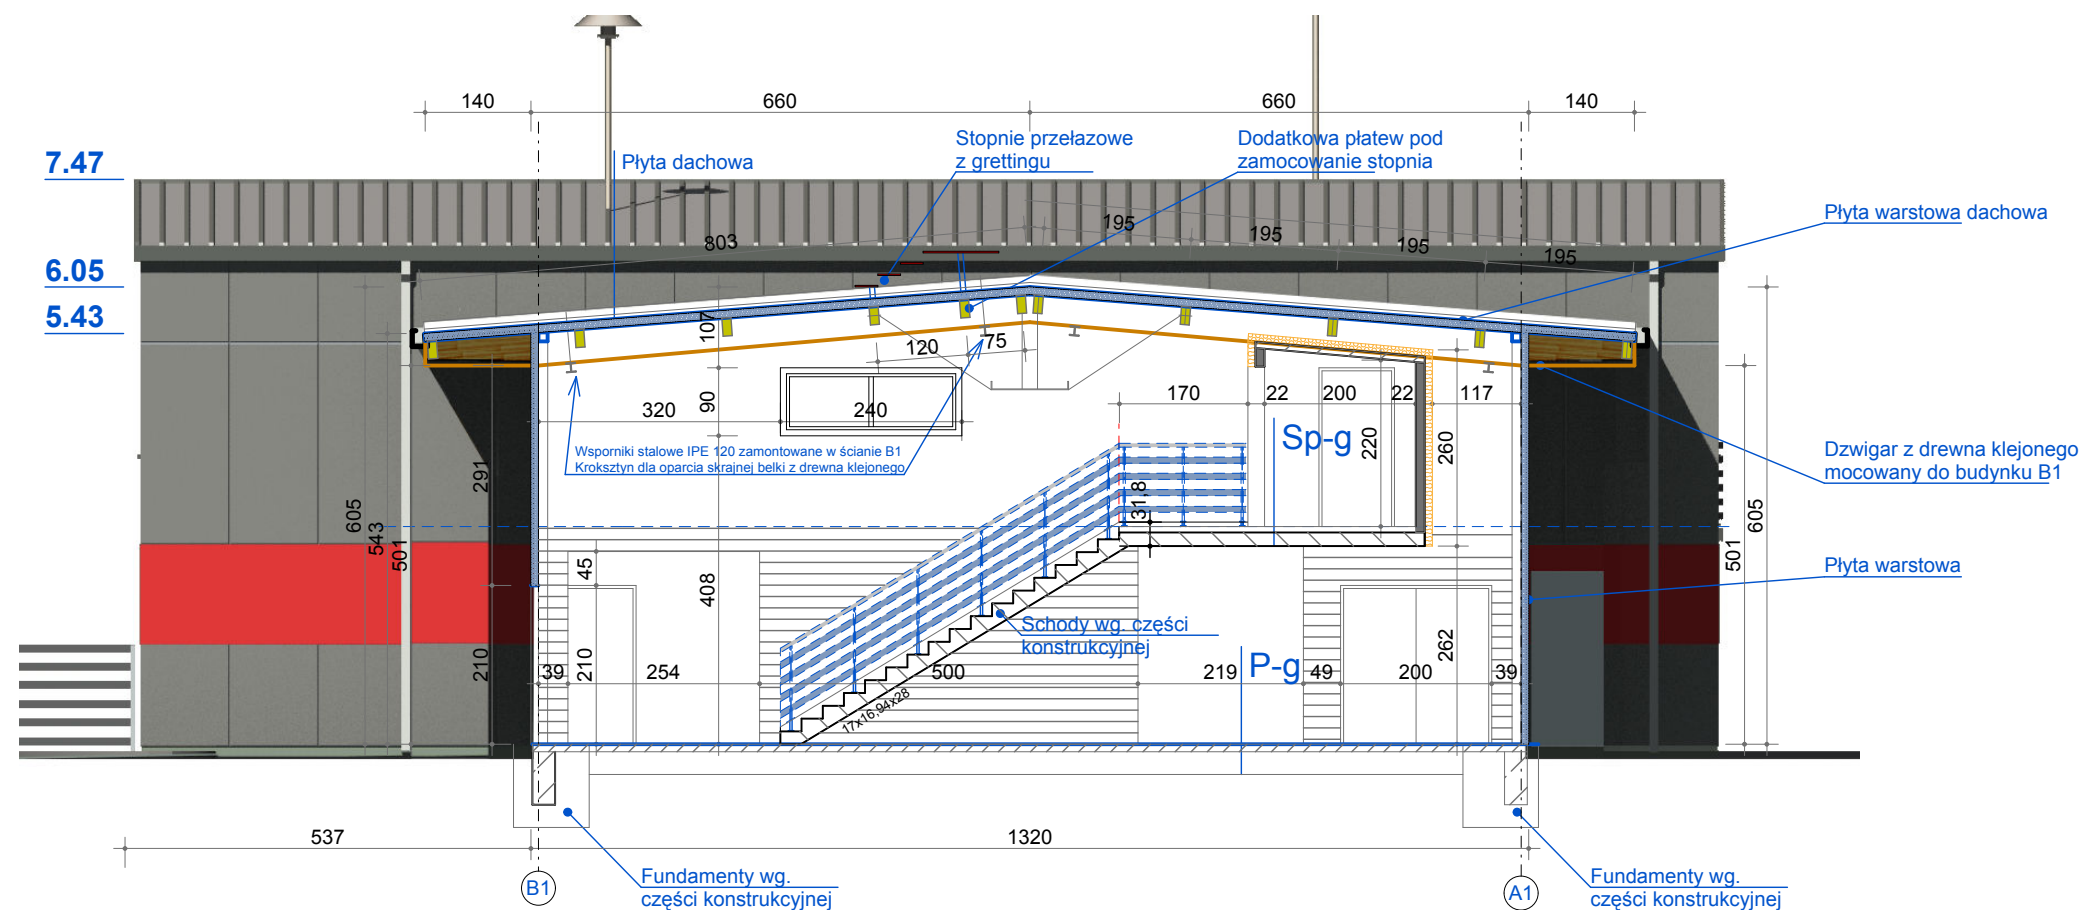 140
660
660
140
7.47
6.05
5.43
Płyta dachowa
Stopnie przełazowe
z grettingu
Dodatkowa płatew pod
zamocowanie stopnia
Płyta warstowa dachowa
803
195
195
195
195
107
120
75
320
90
240
170
22
200
22
117
Wsporniki stalowe IPE 120 zamontowane w ścianie B1
Kroksztyn dla oparcia skrajnej belki z drewna klejonego
Sp-g
220
260
Dzwigar z drewna klejonego
mocowany do budynku B1
291
605
543
501
31,8
605
501
Płyta warstowa
45
408
Schody wg. części
konstrukcyjnej
262
210
39
210
254
500
219
P-g
49
200
39
17x16,94x28
537
1320
B1
A1
Fundamenty wg.
części konstrukcyjnej
Fundamenty wg.
części konstrukcyjnej